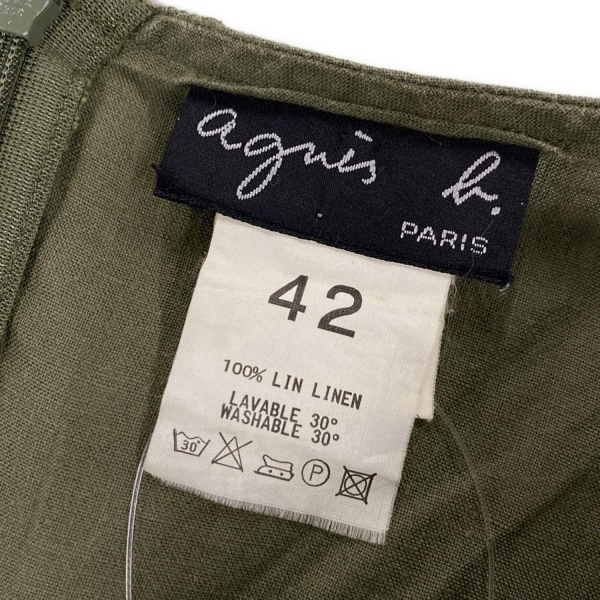 agnès b.
PARIS
42
100% LIN LINEN
LAVABLE 30°
WASHABLE 30°
30° P